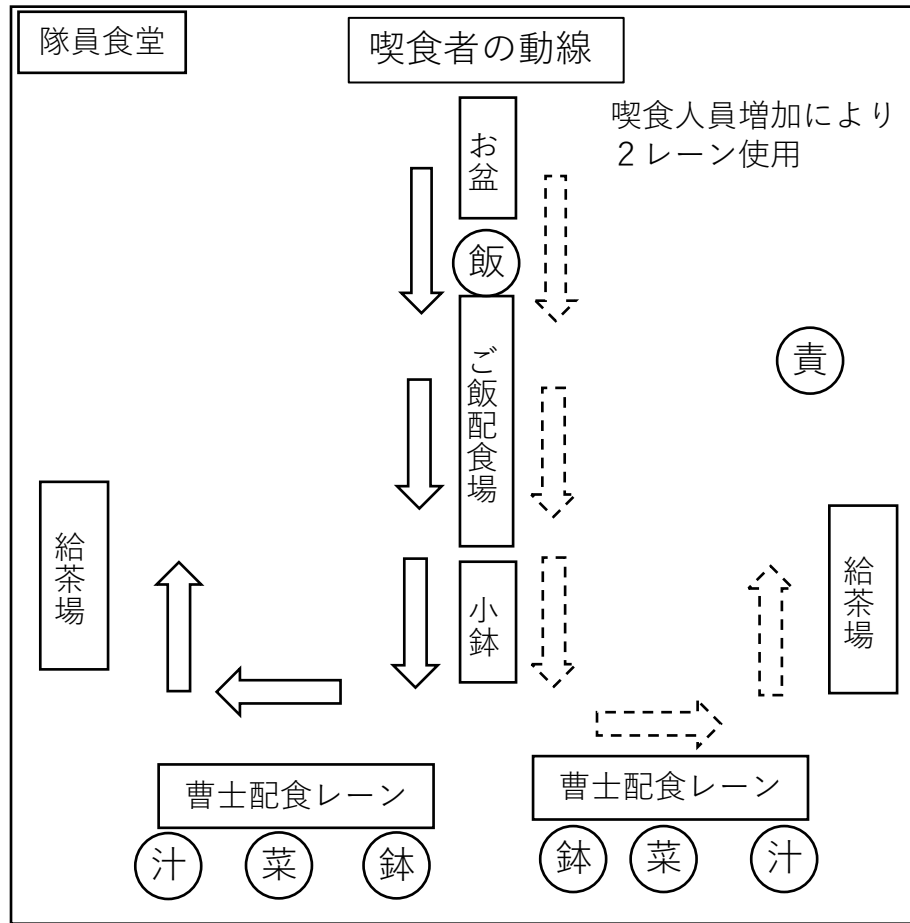 隊員食堂
喫食者の動線
喫食人員増加により
２レーン使用
お盆
飯
ご飯配食場
責
給茶場
小鉢
給茶場
曹士配食レーン
曹士配食レーン
汁
菜
鉢
鉢
菜
汁